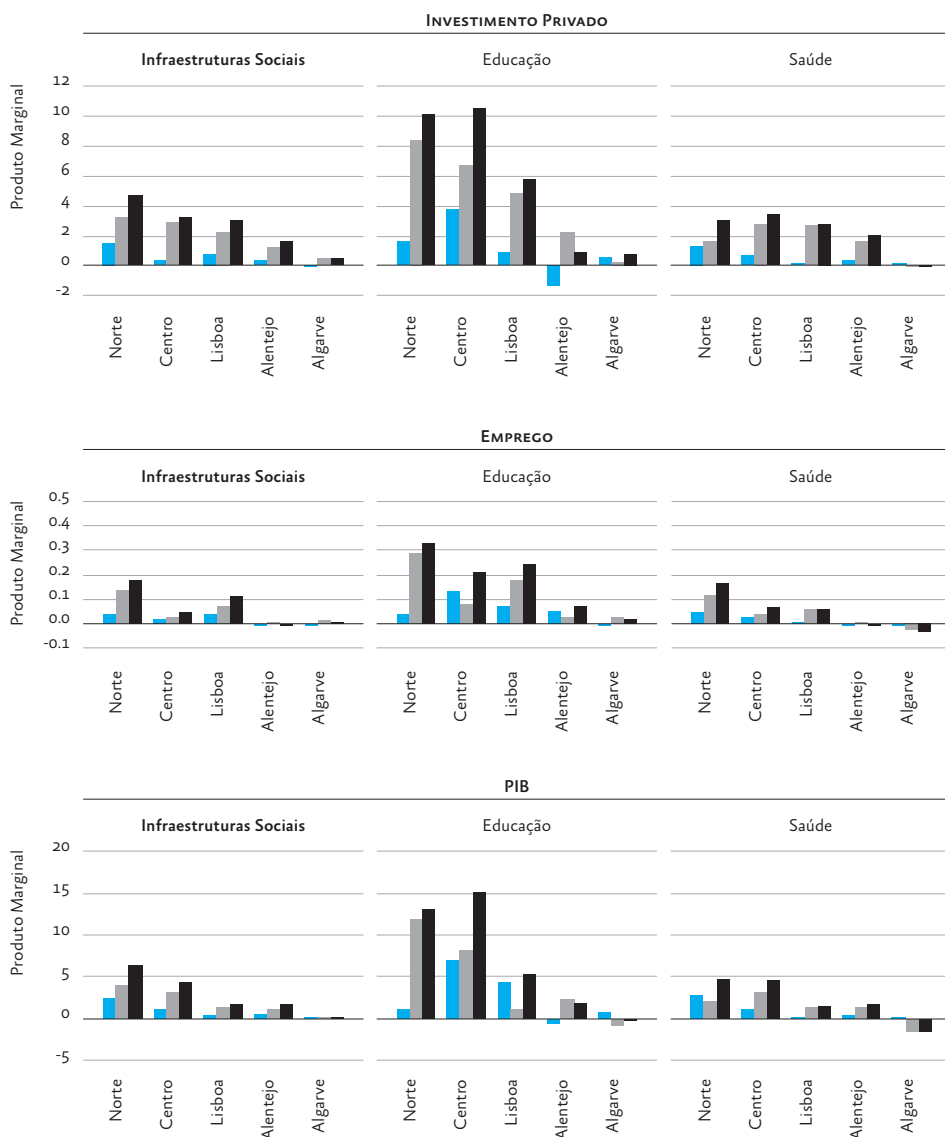 INVESTIMENTO PRIVADO
Infraestruturas Sociais Educação Saúde
Produto Marginal
12
10
8
6
4
2
0
-2
Norte Centro Lisboa Alentejo Algarve Norte Centro Lisboa Alentejo Algarve Norte Centro Lisboa Alentejo Algarve
EMPREGO
Infraestruturas Sociais Educação Saúde
Produto Marginal
0.5
0.4
0.3
0.2
0.1
0.0
-0.1
Norte Centro Lisboa Alentejo Algarve Norte Centro Lisboa Alentejo Algarve Norte Centro Lisboa Alentejo Algarve
PIB
Infraestruturas Sociais Educação Saúde
Produto Marginal
20
15
10
5
0
-5
Norte Centro Lisboa Alentejo Algarve Norte Centro Lisboa Alentejo Algarve Norte Centro Lisboa Alentejo Algarve